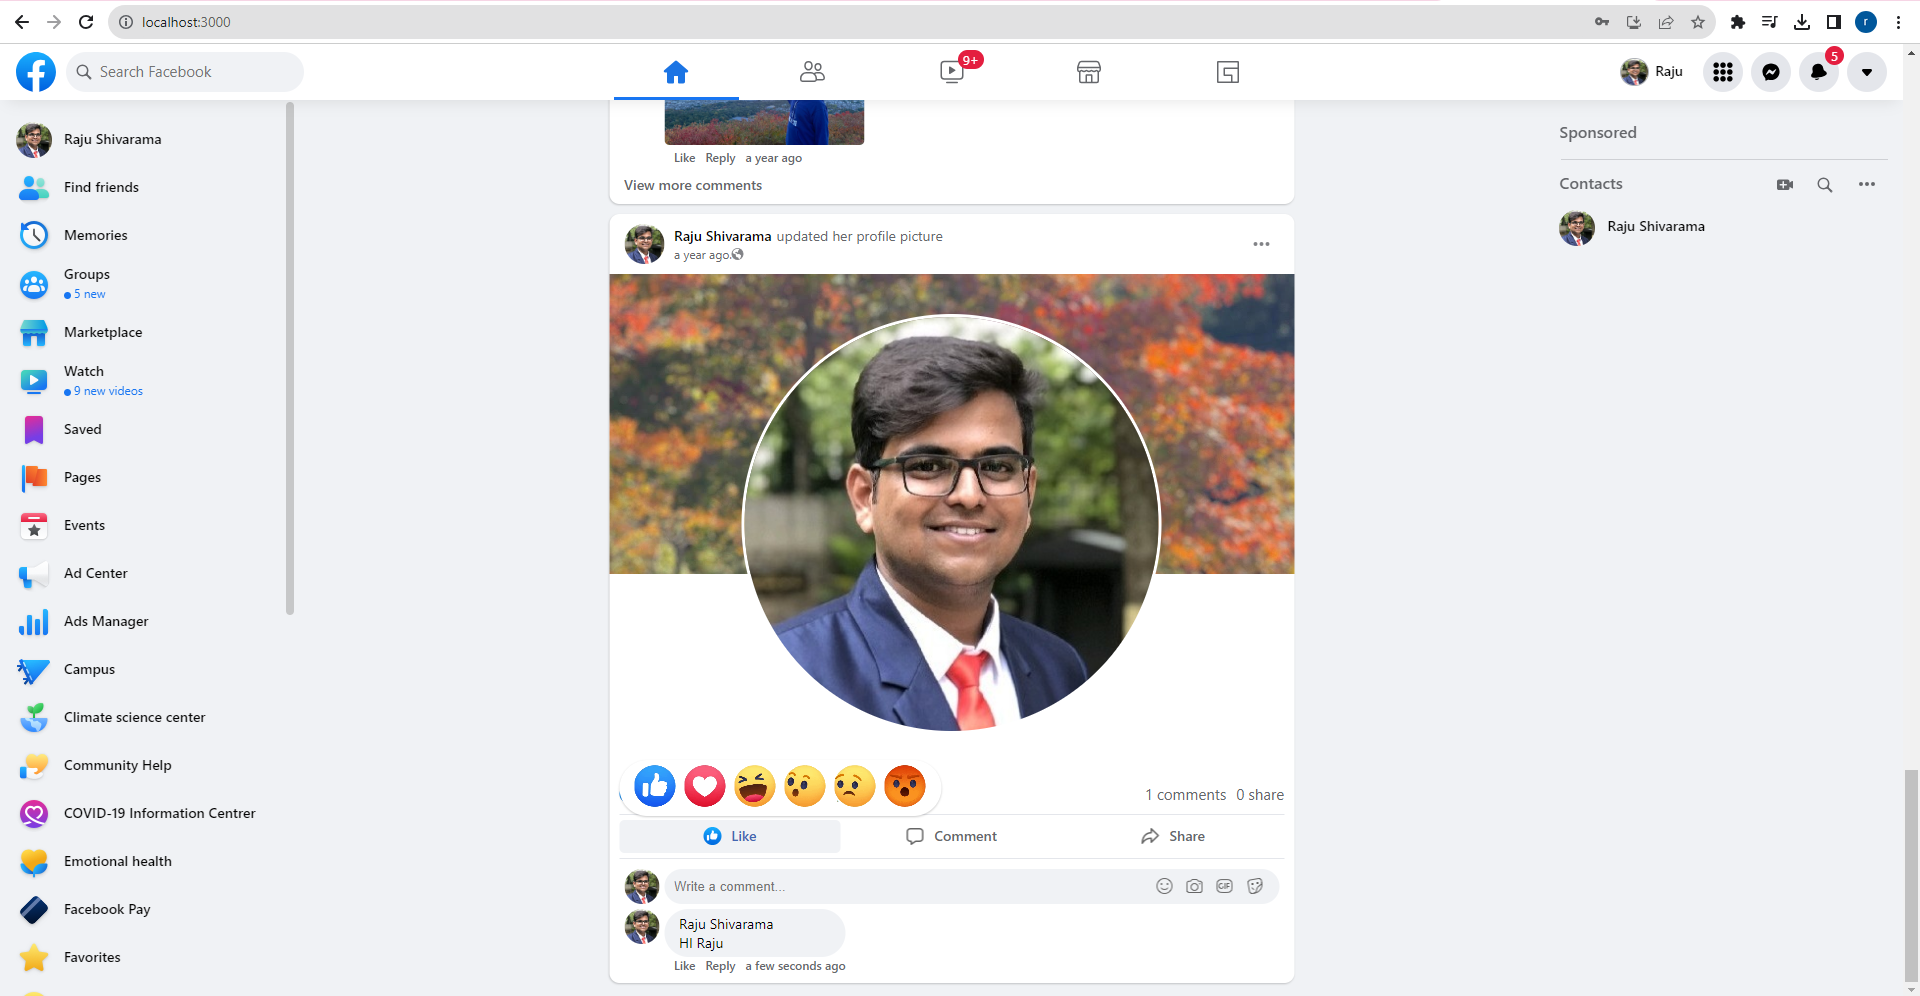 localhost:3000
r
Search Facebook
9+
Raju
5
Raju Shivarama
Find friends
Memories
Groups
5 new
Marketplace
Watch
9 new videos
Saved
Pages
Events
Ad Center
Ads Manager
Campus
Climate science center
Community Help
COVID-19 Information Centrer
Emotional health
Facebook Pay
Favorites
Like Reply a year ago
View more comments
Raju Shivarama updated her profile picture
a year ago.
1 comments 0 share
Like Comment Share
Write a comment...
GIF
Raju Shivarama
HI Raju
Like Reply a few seconds ago
Sponsored
Contacts
Raju Shivarama